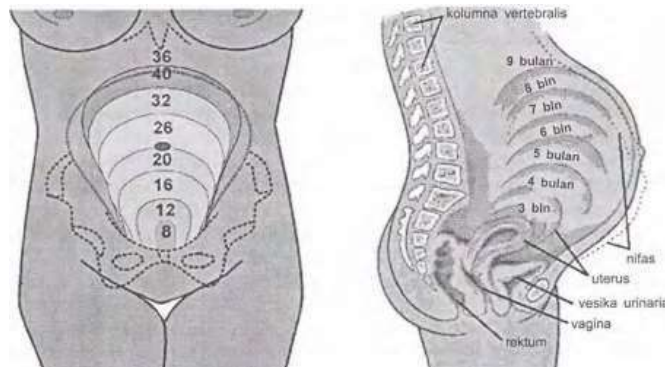 36
40
32
26
20
16
12
8
kolumna vertebralis
9 bulan
8 bln
7 bln
6 bln
5 bulan
4 bulan
3 bln
nifas
uterus
vesika urinaria
vagina
rektum